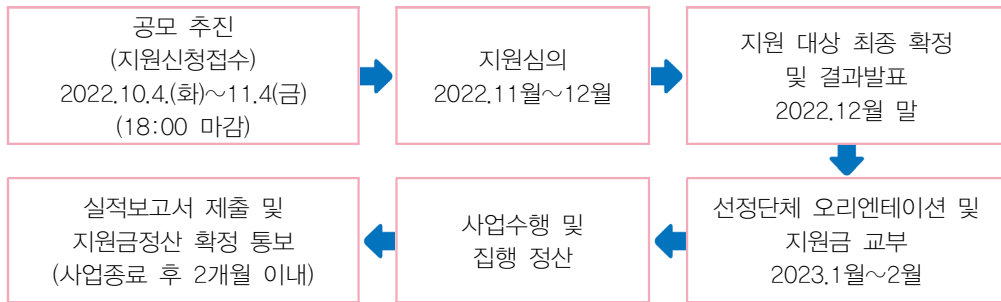 공모 추진
(지원신청접수)
2022.10.4.(화)~11.4(금)
(18:00 마감)
지원심의
2022.11월~12월
지원 대상 최종 확정
및 결과발표
2022.12월 말
선정단체 오리엔테이션 및
지원금 교부
2023.1월~2월
사업수행 및
집행 정산
실적보고서 제출 및
지원금정산 확정 통보
(사업종료 후 2개월 이내)